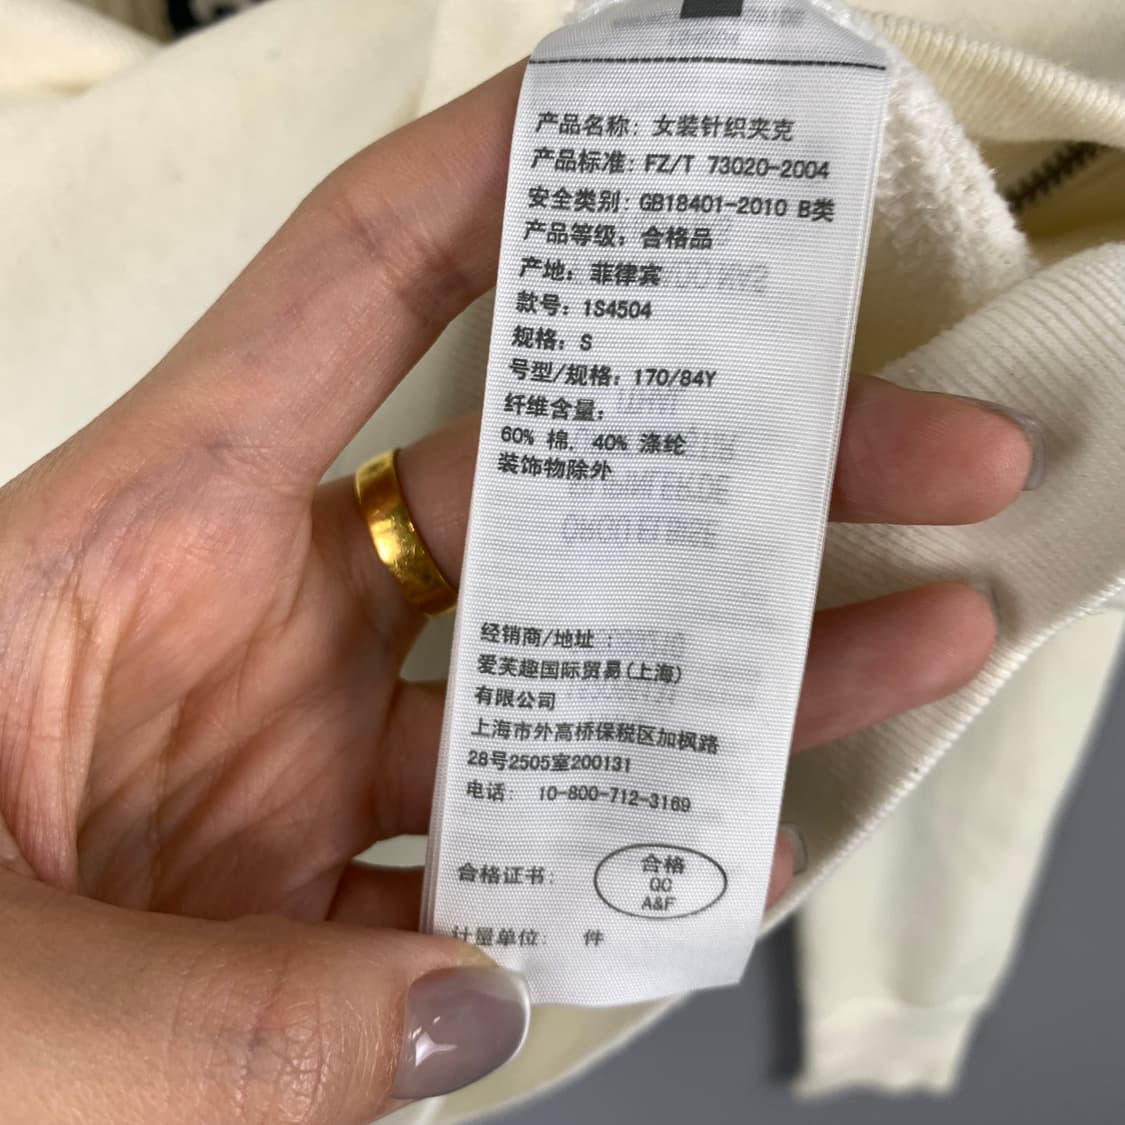 产品名称: 女装针织夹克
产品标准: FZ/T 73020-2004
安全类别: GB18401-2010 B类
产品等级: 合格品
产地: 菲律宾
款号: 1S4504
规格: S
号型/规格: 170/84Y
纤维含量:
60% 棉, 40% 涤纶
装饰物除外
经销商/地址 :
爱芙趣国际贸易(上海)
有限公司
上海市外高桥保税区加枫路
28号2505室200131
电话: 10-800-712-3169
合格证书:
合格
QC
A&F
计量单位: 件